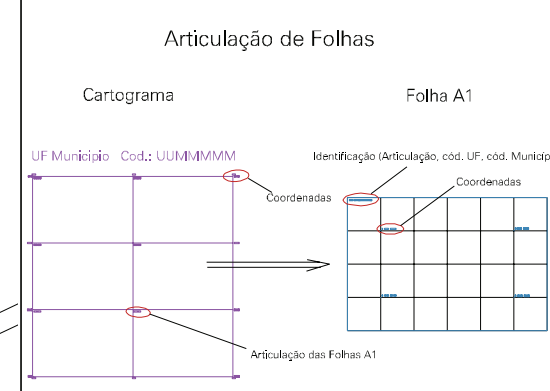 Articulação de Folhas
Cartograma
Folha A1
UF Municipio Cod.: UUMMMMM
Identificação (Articulação, cód. UF, cód. Municíp
Coordenadas
Coordenadas
Articulação das Folhas A1